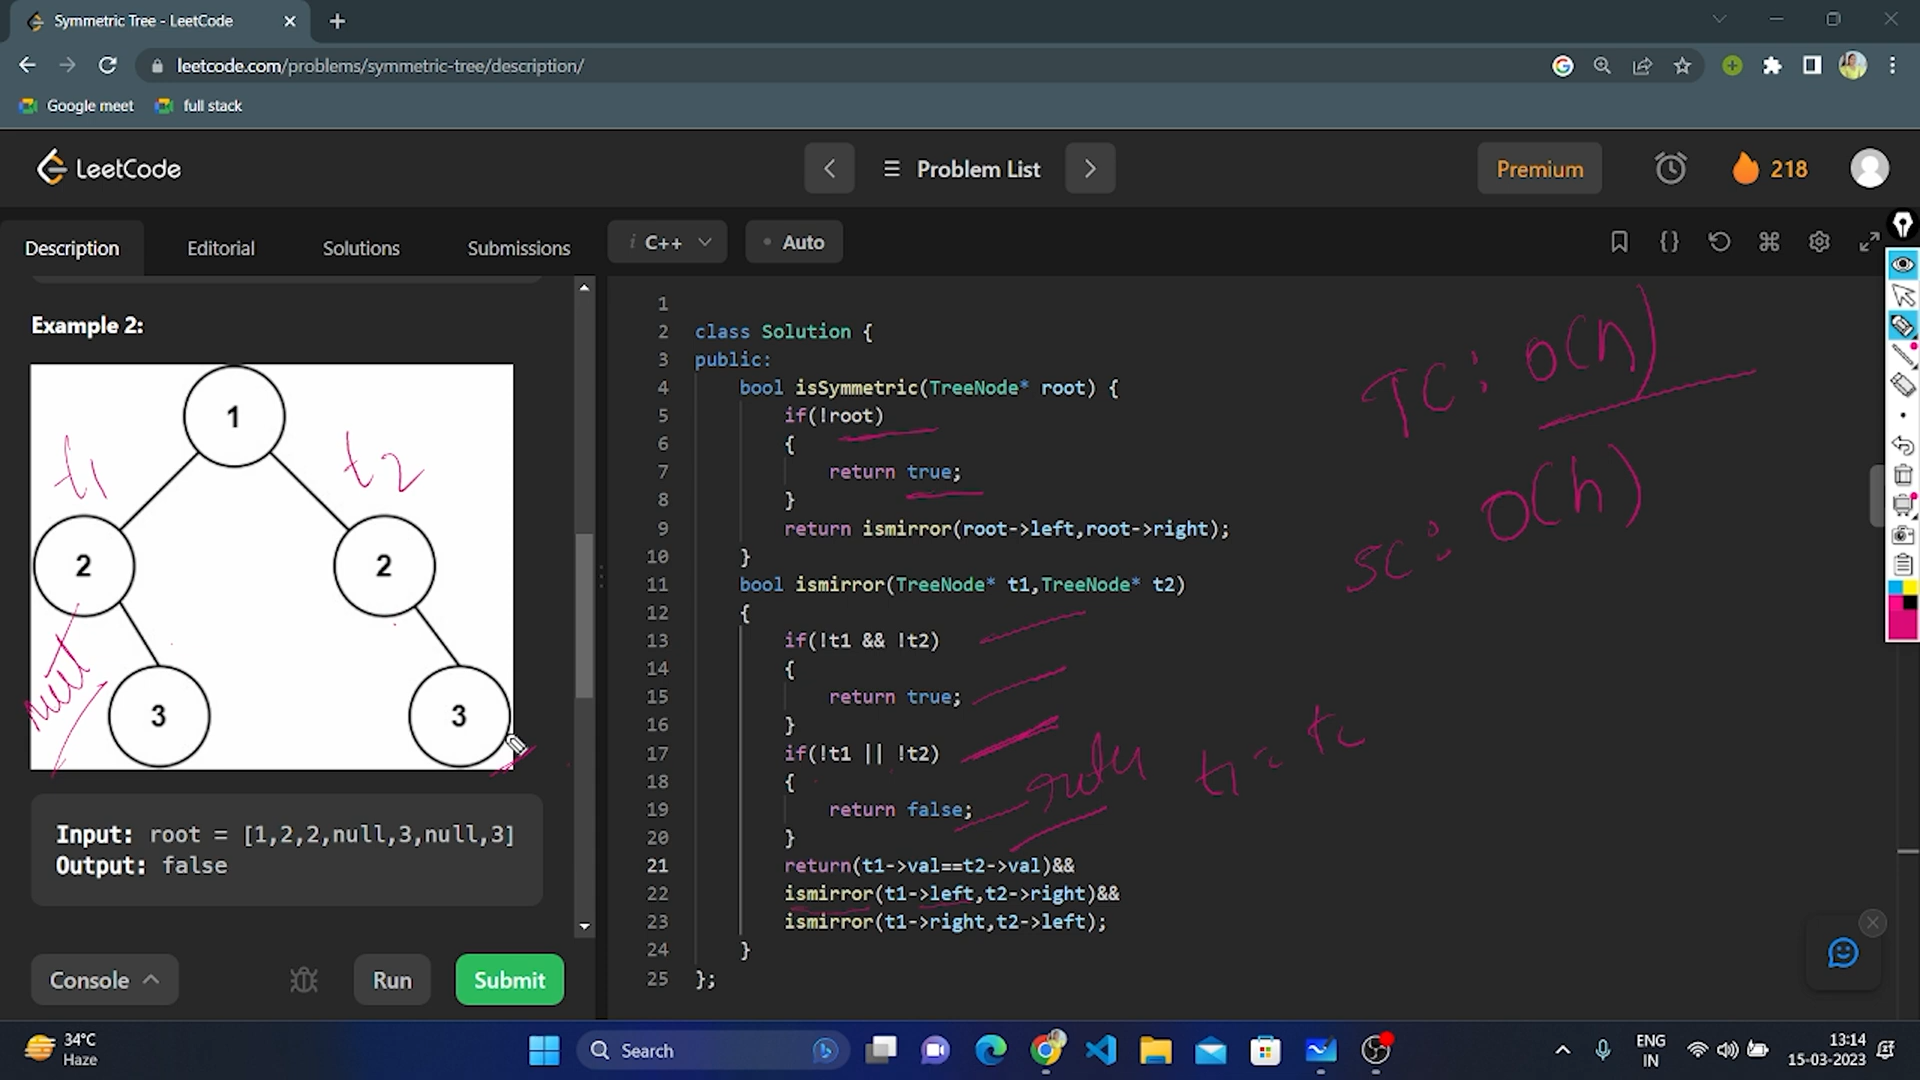 Symmetric Tree - LeetCode
leetcode.com/problems/symmetric-tree/description/
Google meet full stack
LeetCode
Problem List
Premium
218
Description Editorial Solutions Submissions
i C++
Auto
Example 2:
t1 t2
1
2 2
3 3
null
Input: root = [1,2,2,null,3,null,3]
Output: false
Console
Run
Submit
1
2 class Solution {
3 public:
4 bool isSymmetric(TreeNode* root) {
5 if(!root)
6 {
7 return true;
8 }
9 return ismirror(root->left,root->right);
10 }
11 bool ismirror(TreeNode* t1,TreeNode* t2)
12 {
13 if(!t1 && !t2)
14 {
15 return true;
16 }
17 if(!t1 || !t2)
18 {
19 return false;
20 }
21 return(t1->val==t2->val)&&
22 ismirror(t1->left,t2->right)&&
23 ismirror(t1->right,t2->left);
24 }
25 };
TC: O(n)
SC: O(h)
t1 = t2
34°C
Haze
Search
ENG
IN
13:14
15-03-2023